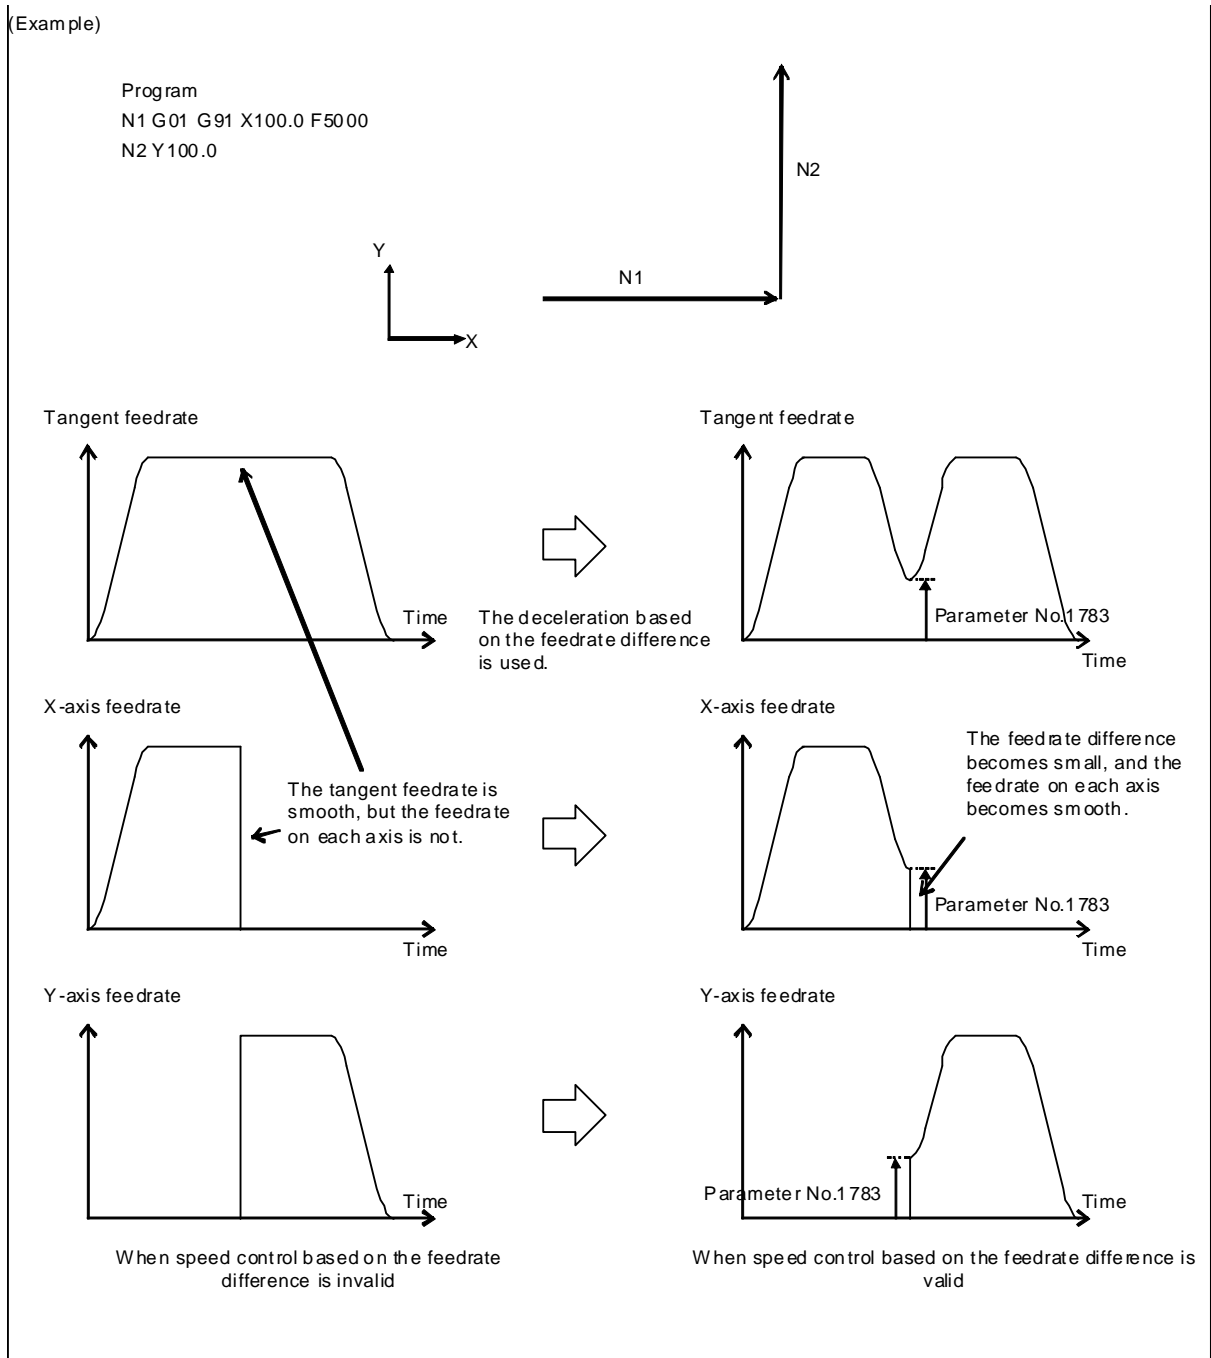 (Example)
Program
N1 G01 G91 X100.0 F5000
N2 Y100.0
N2
Y
N1
X
Tangent feedrate
Tangent feedrate
Time
The deceleration based
on the feedrate difference
is used.
Parameter No.1783
Time
X-axis feedrate
X-axis feedrate
The feedrate difference
becomes small, and the
feedrate on each axis
becomes smooth.
The tangent feedrate is
smooth, but the feedrate
on each axis is not.
Parameter No.1783
Time
Time
Y-axis feedrate
Y-axis feedrate
Parameter No.1783
Time
Time
When speed control based on the feedrate
difference is invalid
When speed control based on the feedrate difference is
valid